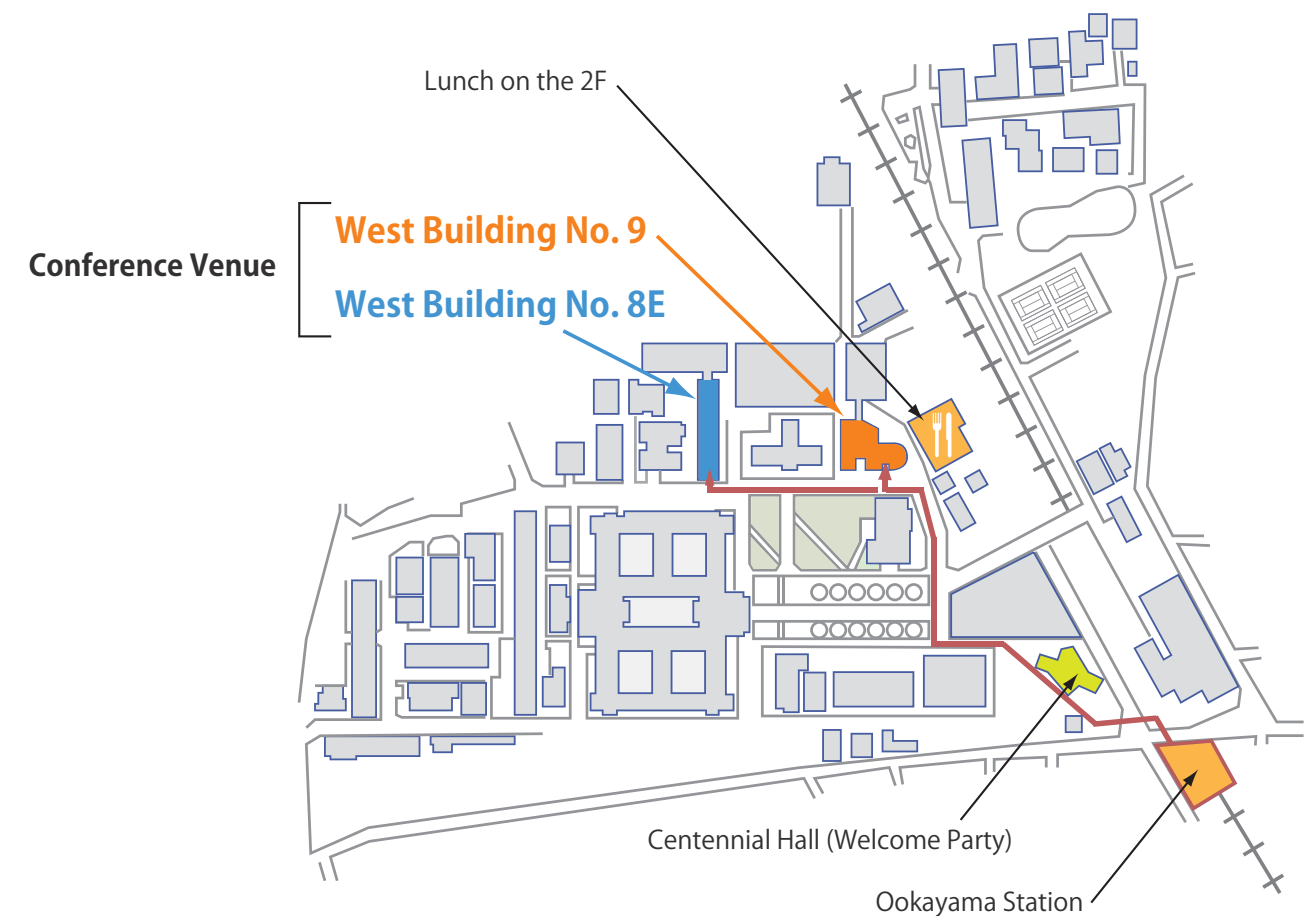 Lunch on the 2F
West Building No. 9
Conference Venue
West Building No. 8E
Centennial Hall (Welcome Party)
Ookayama Station